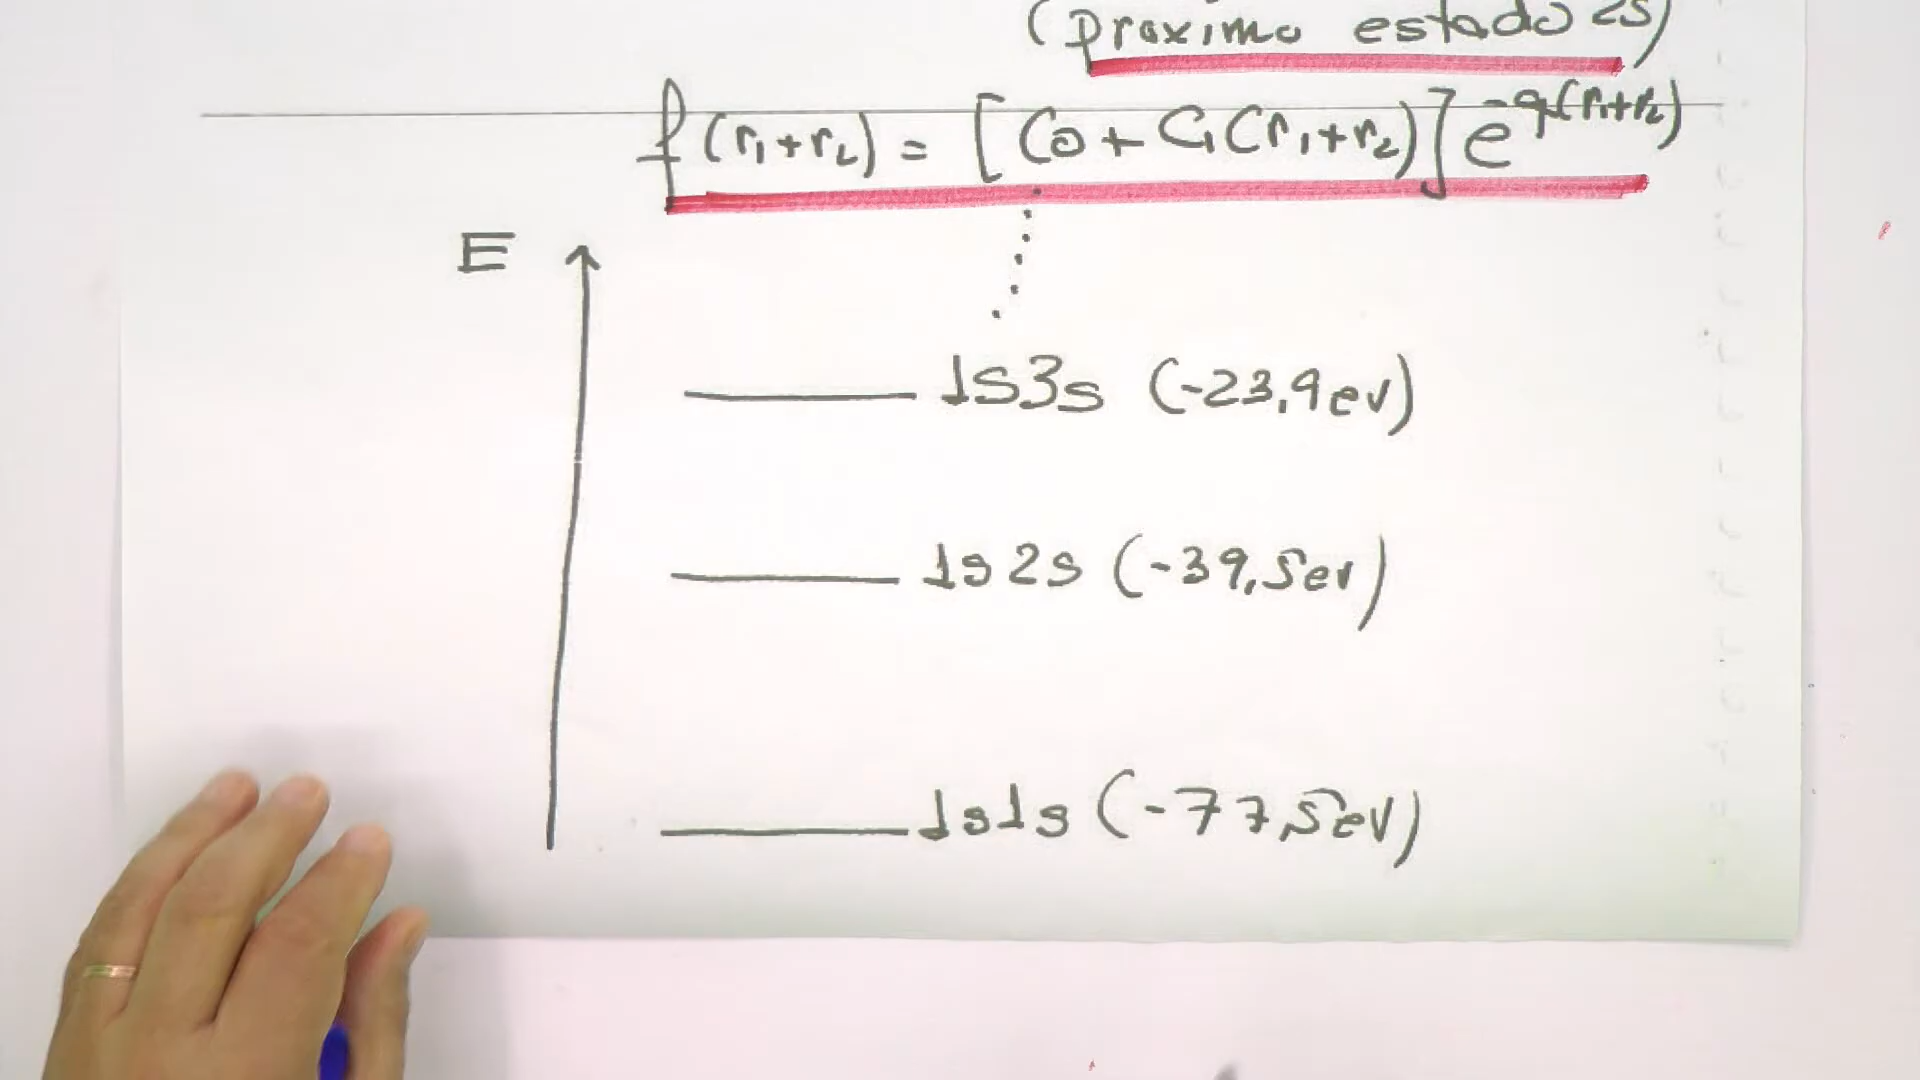 (proximo estado 2s)
f(r₁+r₂) = [C0 + C₁(r₁+r₂)] e^-q(r₁+r₂)
E
1s3s (-23,9ev)
1s2s (-39,5ev)
1s1s (-77,5ev)